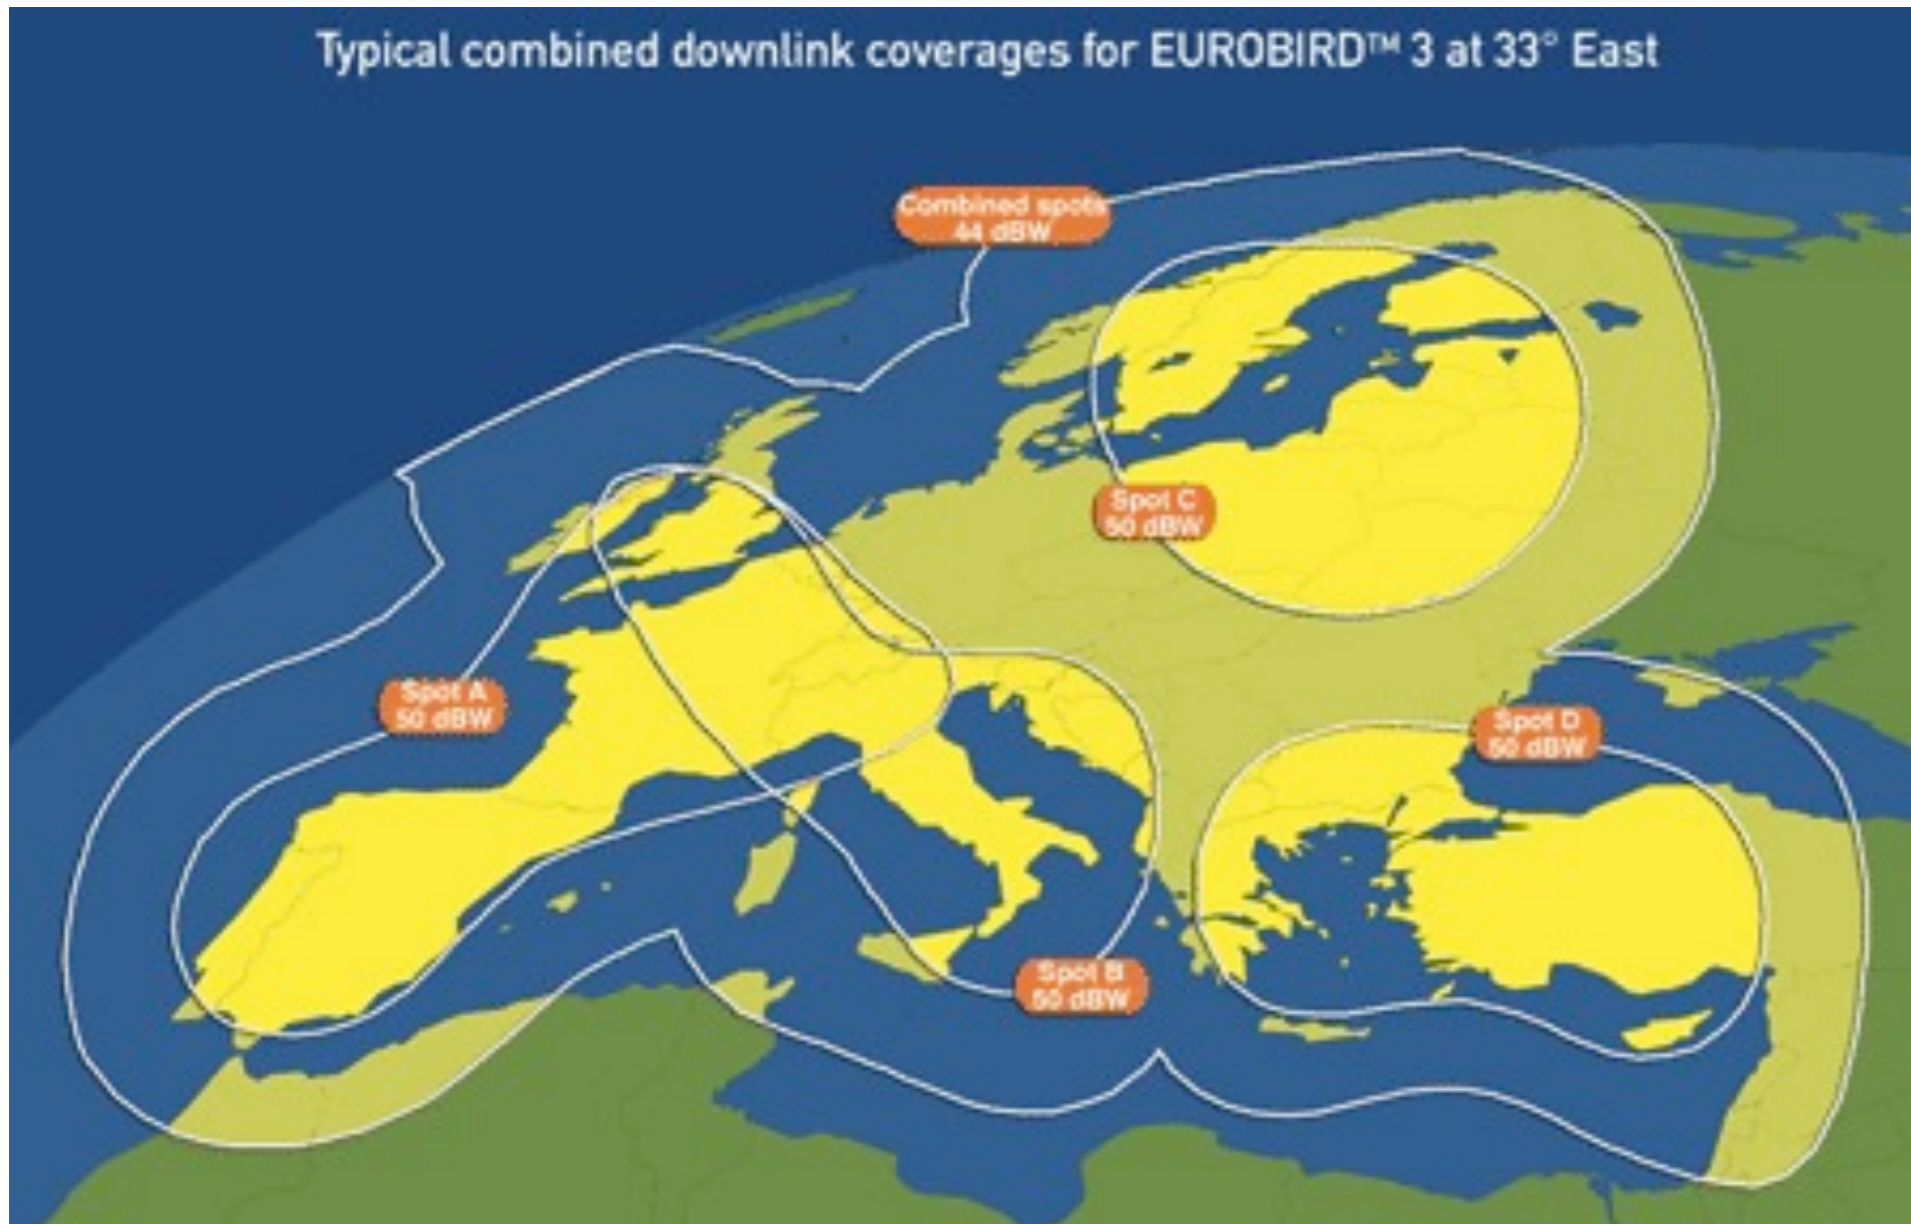 Typical combined downlink coverages for EUROBIRD™ 3 at 33° East
Combined spots
44 dBW
Spot C
50 dBW
Spot A
50 dBW
Spot D
50 dBW
Spot B
50 dBW